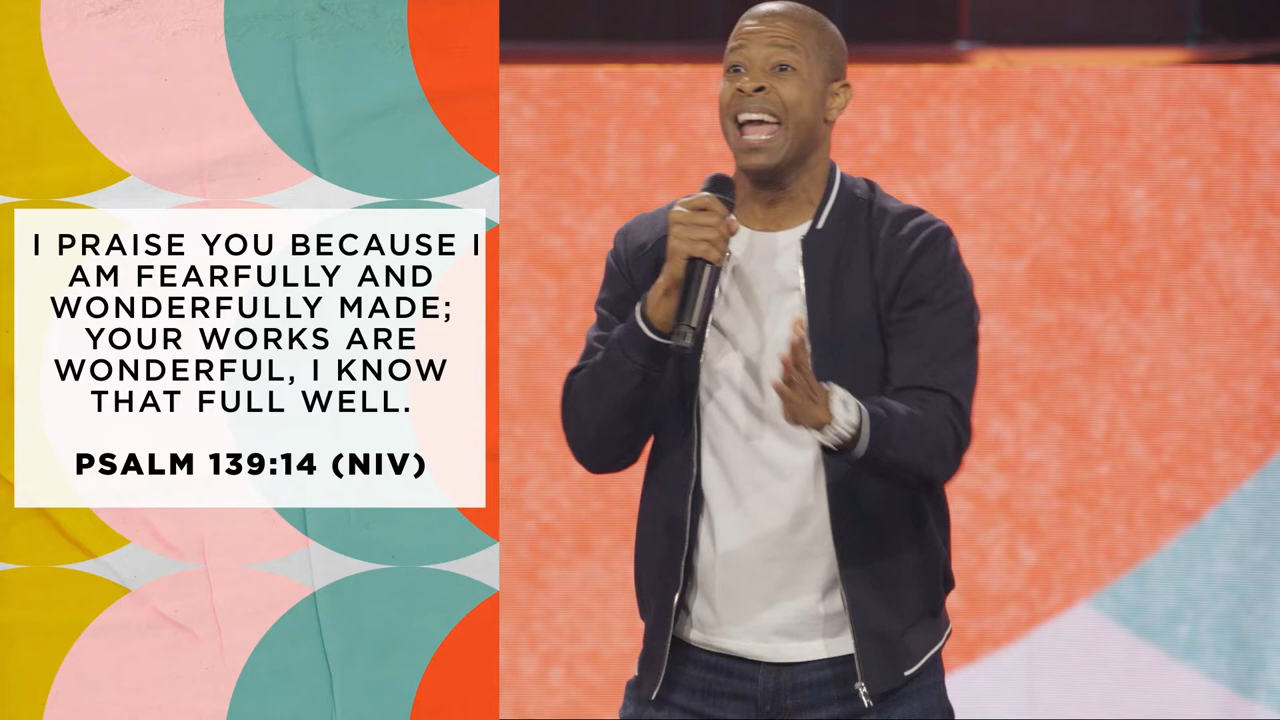 I PRAISE YOU BECAUSE I
AM FEARFULLY AND
WONDERFULLY MADE;
YOUR WORKS ARE
WONDERFUL, I KNOW
THAT FULL WELL.
PSALM 139:14 (NIV)